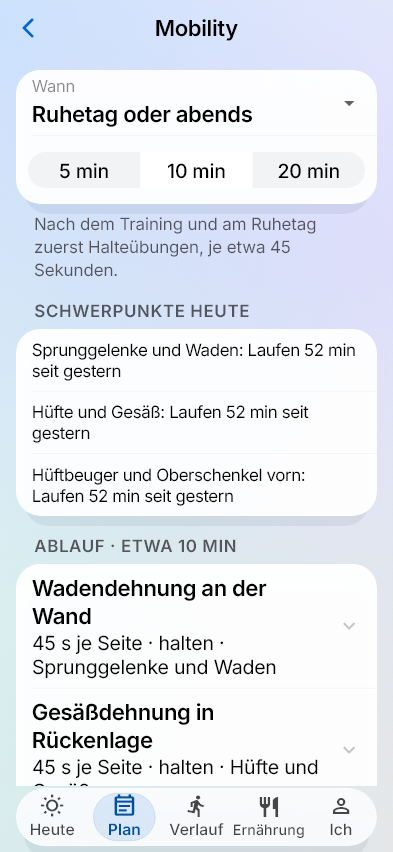 Mobility
Wann
Ruhetag oder abends
5 min
10 min
20 min
Nach dem Training und am Ruhetag
zuerst Halteübungen, je etwa 45
Sekunden.
SCHWERPUNKTE HEUTE
Sprunggelenke und Waden: Laufen 52 min
seit gestern
Hüfte und Gesäß: Laufen 52 min seit
gestern
Hüftbeuger und Oberschenkel vorn:
Laufen 52 min seit gestern
ABLAUF · ETWA 10 MIN
Wadendehnung an der
Wand
45 s je Seite · halten ·
Sprunggelenke und Waden
Gesäßdehnung in
Rückenlage
45 s je Seite · halten · Hüfte und
Heute
Plan
Verlauf
Ernährung
Ich